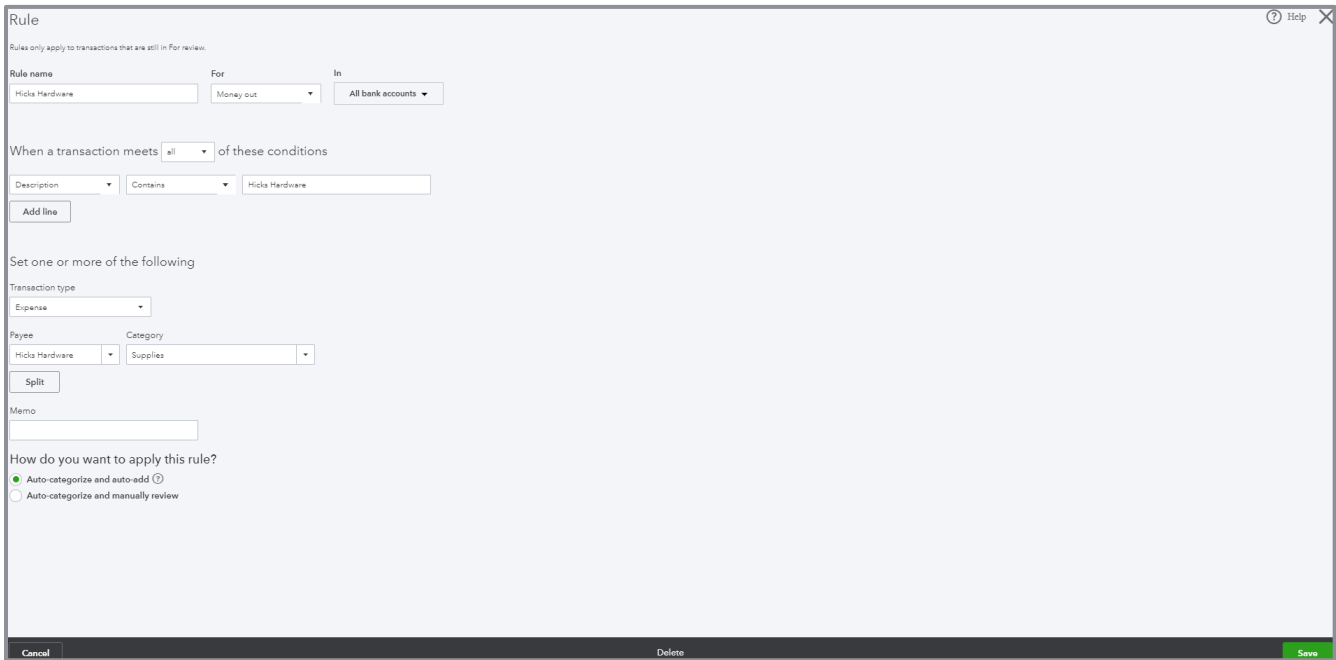 Rule
Help
Rules only apply to transactions that are still in For review.
Rule name For In
Hicks Hardware Money out All bank accounts
When a transaction meets all of these conditions
Description Contains Hicks Hardware
Add line
Set one or more of the following
Transaction type
Expense
Payee Category
Hicks Hardware Supplies
Split
Memo
How do you want to apply this rule?
Auto-categorize and auto-add ?
Auto-categorize and manually review
Cancel Delete Save